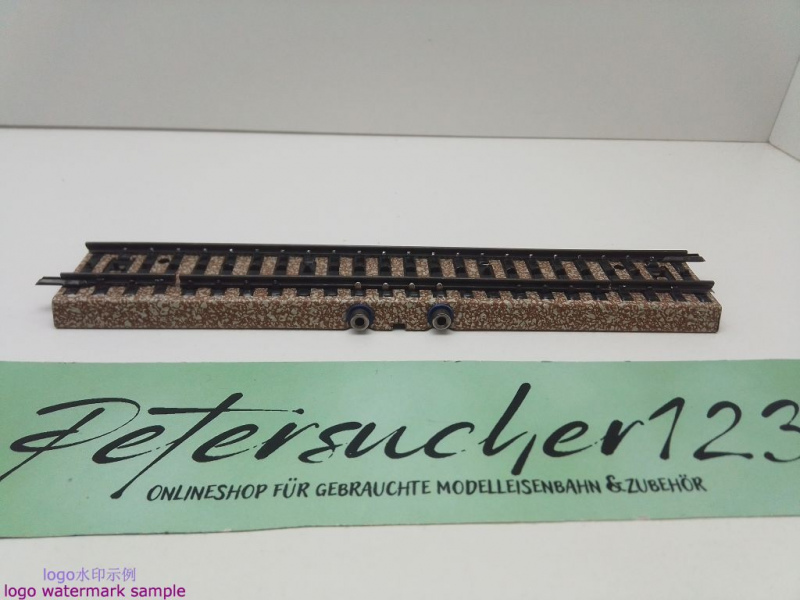 Petersucher123
ONLINESHOP FÜR GEBRAUCHTE MODELLEISENBAHN & ZUBEHÖR
logo水印示例
logo watermark sample